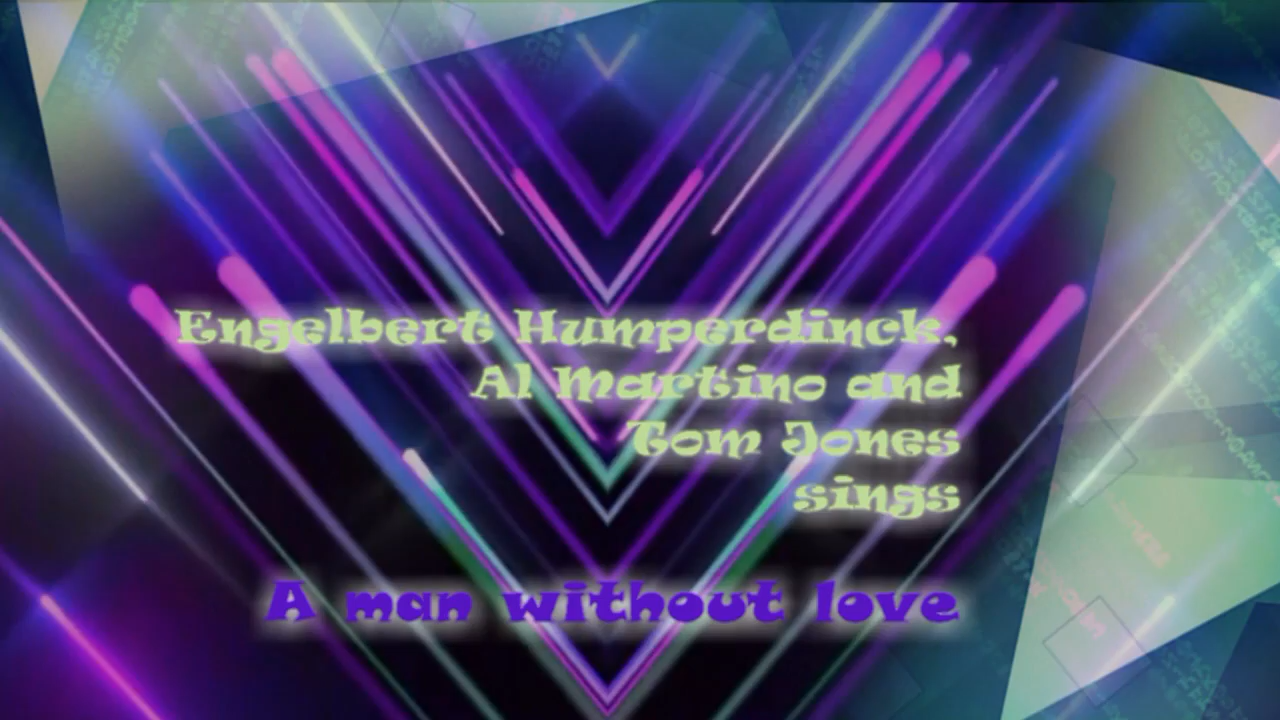 Engelbert Humperdinck,
Al Martino and
Tom Jones
sings
A man without love